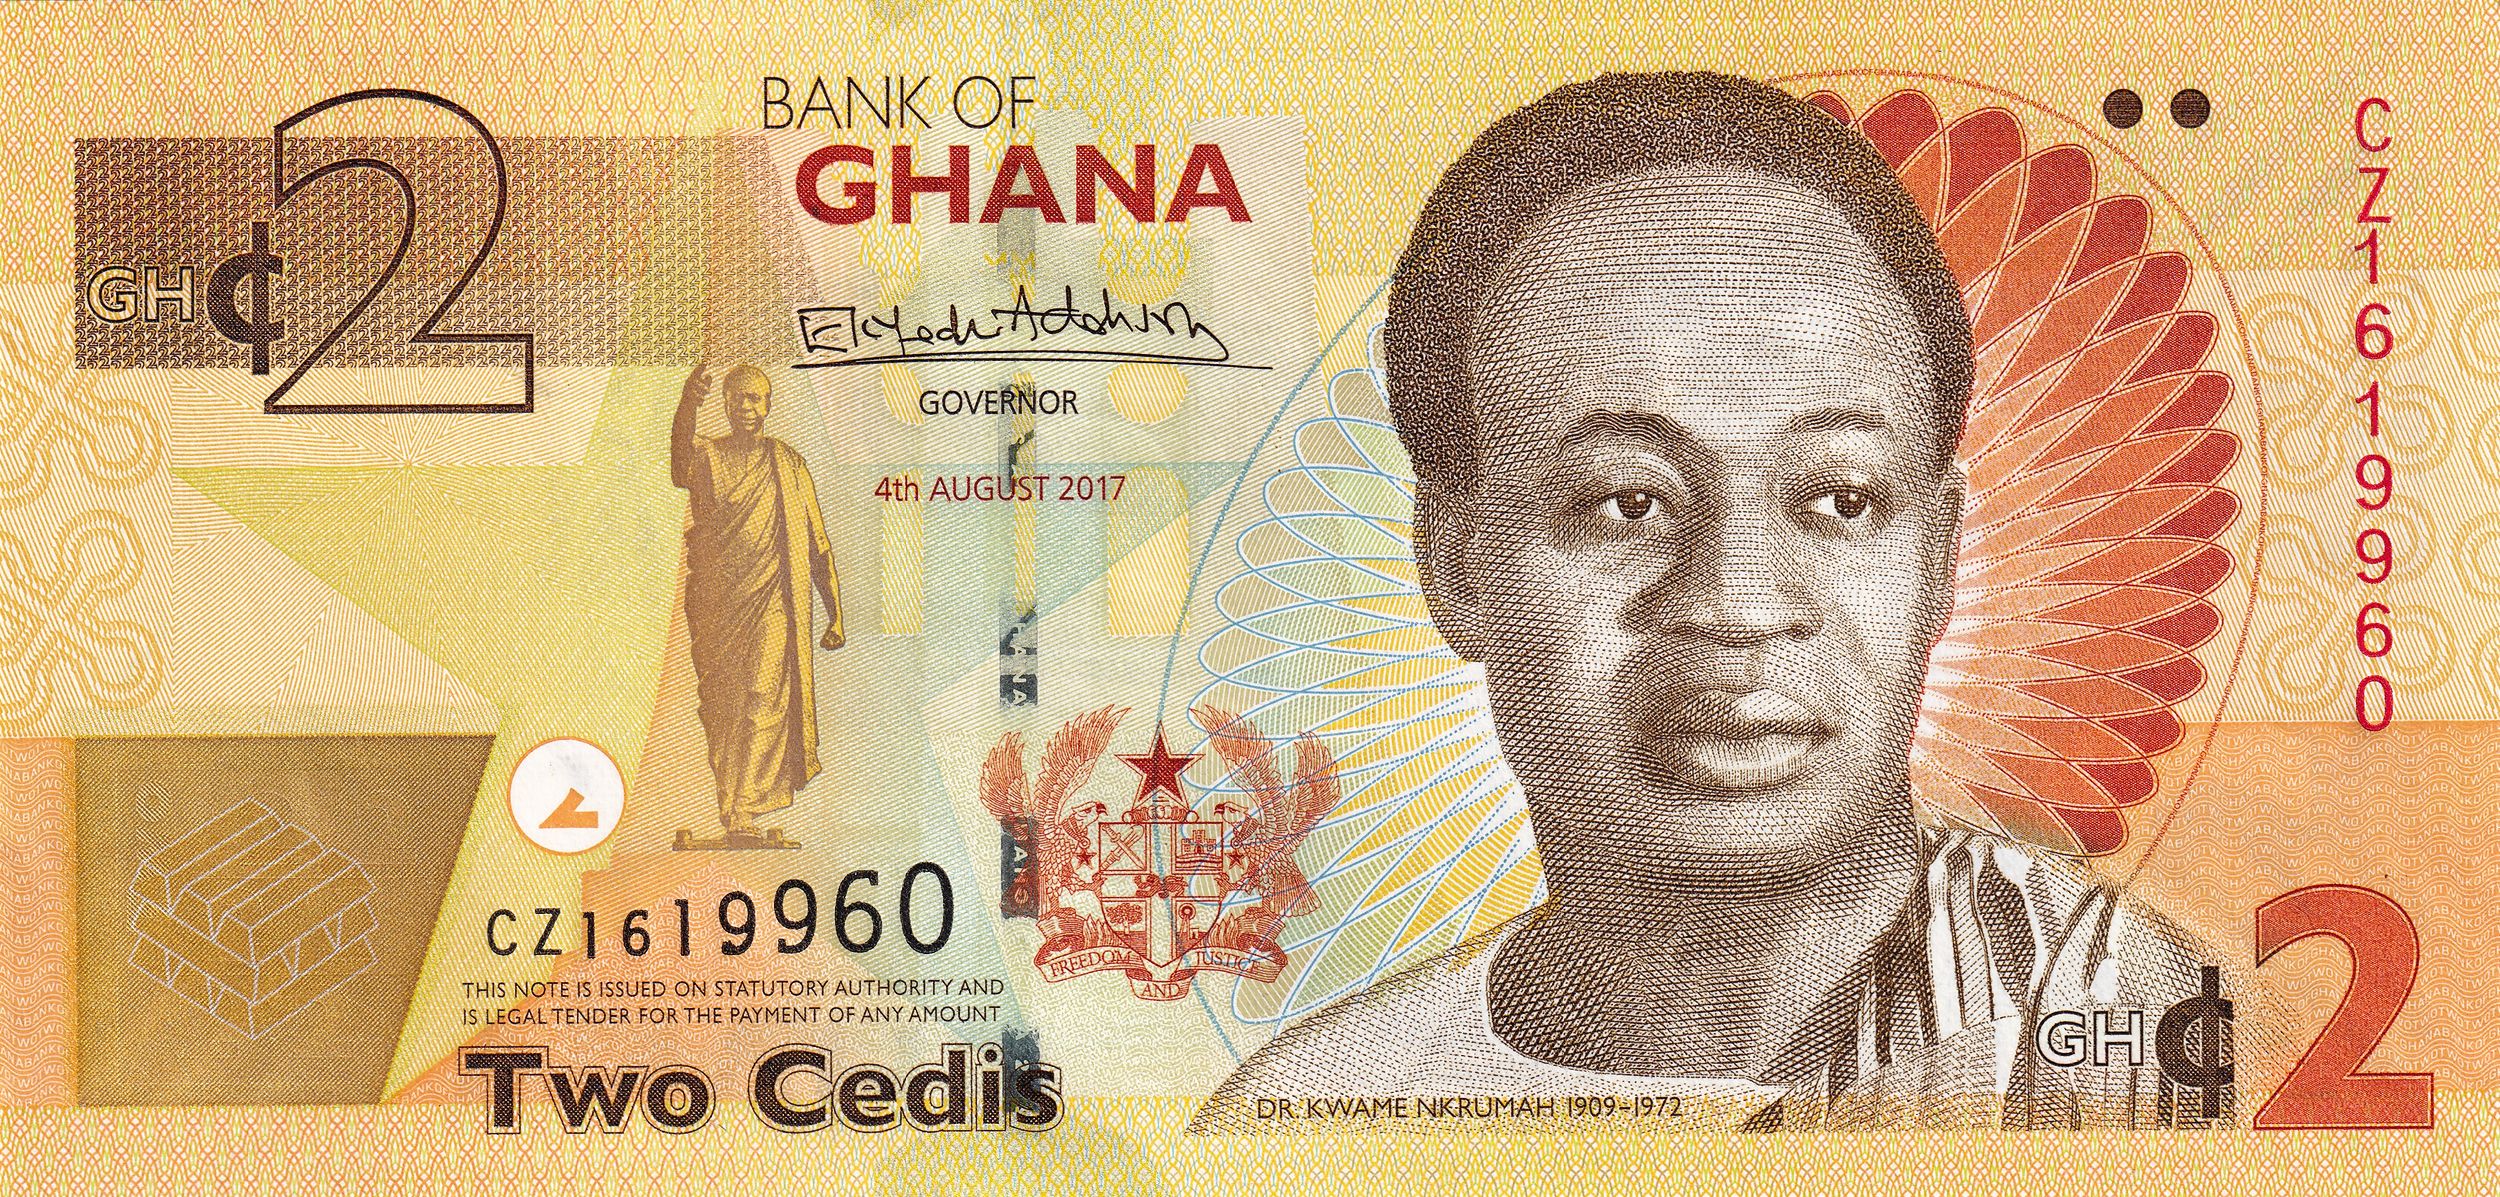 BANK OF
GHANA
GH¢2
GOVERNOR
4th AUGUST 2017
CZ1619960
CZ1619960
FREEDOM AND JUSTICE
THIS NOTE IS ISSUED ON STATUTORY AUTHORITY AND
IS LEGAL TENDER FOR THE PAYMENT OF ANY AMOUNT
Two Cedis
DR. KWAME NKRUMAH 1909-1972
GH¢2